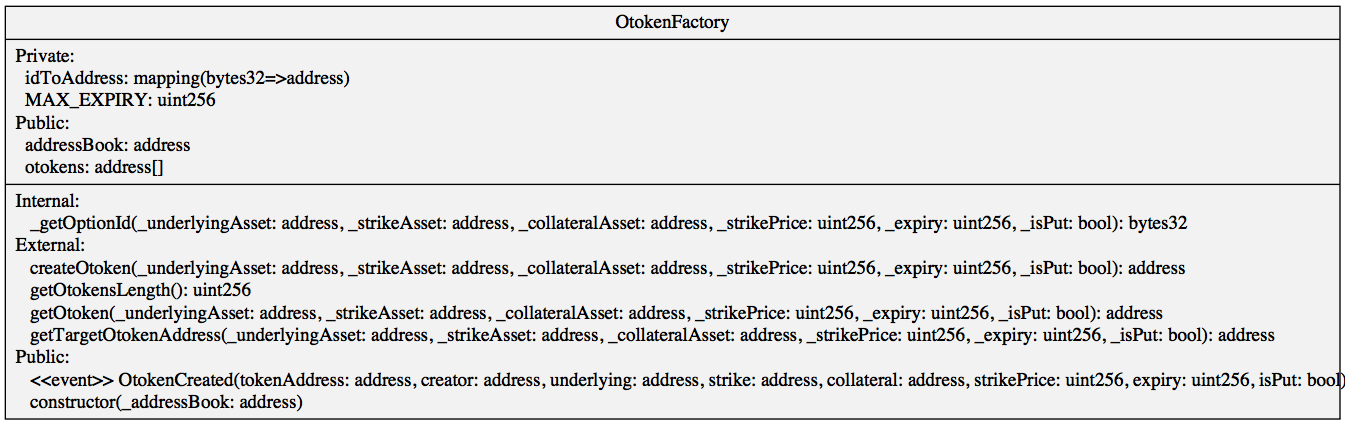 OtokenFactory
Private:
idToAddress: mapping(bytes32=>address)
MAX_EXPIRY: uint256
Public:
addressBook: address
otokens: address[]
Internal:
_getOptionId(_underlyingAsset: address, _strikeAsset: address, _collateralAsset: address, _strikePrice: uint256, _expiry: uint256, _isPut: bool): bytes32
External:
createOtoken(_underlyingAsset: address, _strikeAsset: address, _collateralAsset: address, _strikePrice: uint256, _expiry: uint256, _isPut: bool): address
getOtokensLength(): uint256
getOtoken(_underlyingAsset: address, _strikeAsset: address, _collateralAsset: address, _strikePrice: uint256, _expiry: uint256, _isPut: bool): address
getTargetOtokenAddress(_underlyingAsset: address, _strikeAsset: address, _collateralAsset: address, _strikePrice: uint256, _expiry: uint256, _isPut: bool): address
Public:
<<event>> OtokenCreated(tokenAddress: address, creator: address, underlying: address, strike: address, collateral: address, strikePrice: uint256, expiry: uint256, isPut: bool)
constructor(_addressBook: address)